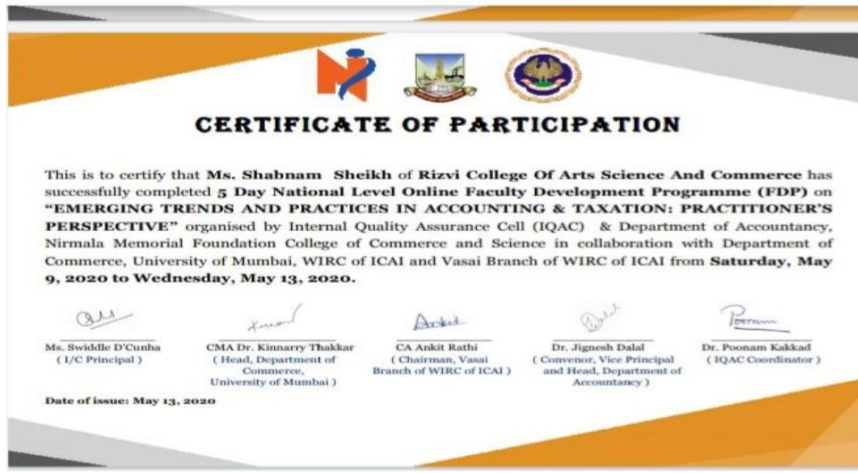 CERTIFICATE OF PARTICIPATION
This is to certify that Ms. Shabnam Sheikh of Rizvi College Of Arts Science And Commerce has
successfully completed 5 Day National Level Online Faculty Development Programme (FDP) on
“EMERGING TRENDS AND PRACTICES IN ACCOUNTING & TAXATION: PRACTITIONER’S
PERSPECTIVE” organised by Internal Quality Assurance Cell (IQAC) & Department of Accountancy,
Nirmala Memorial Foundation College of Commerce and Science in collaboration with Department of
Commerce, University of Mumbai, WIRC of ICAI and Vasai Branch of WIRC of ICAI from Saturday, May
9, 2020 to Wednesday, May 13, 2020.
Ankit
Poonam
Ms. Swiddle D’Cunha
( I/C Principal )
CMA Dr. Kinnarry Thakkar
( Head, Department of
Commerce,
University of Mumbai )
CA Ankit Rathi
( Chairman, Vasai
Branch of WIRC of ICAI )
Dr. Jignesh Dalal
( Convenor, Vice Principal
and Head, Department of
Accountancy )
Dr. Poonam Kakkad
( IQAC Coordinator )
Date of issue: May 13, 2020